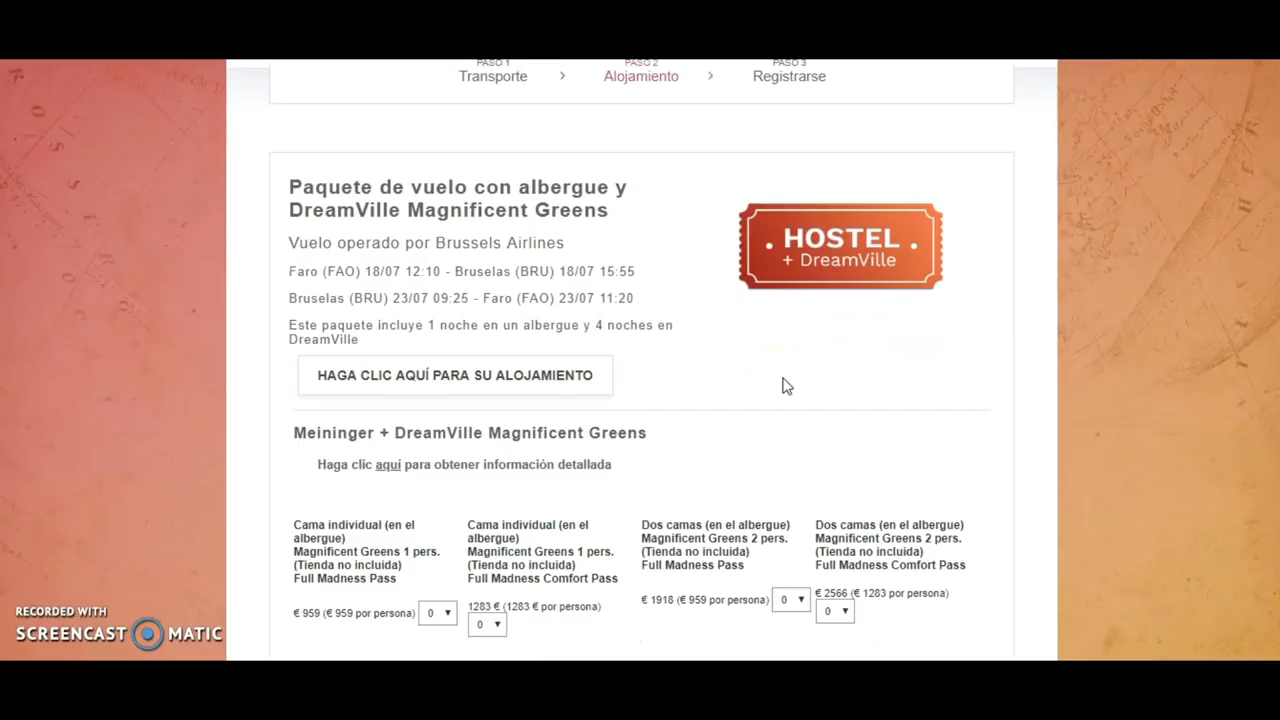 PASO 1
PASO 2
PASO 3
Transporte
Alojamiento
Registrarse
Paquete de vuelo con albergue y
DreamVille Magnificent Greens
Vuelo operado por Brussels Airlines
Faro (FAO) 18/07 12:10 - Bruselas (BRU) 18/07 15:55
Bruselas (BRU) 23/07 09:25 - Faro (FAO) 23/07 11:20
Este paquete incluye 1 noche en un albergue y 4 noches en
DreamVille
HOSTEL
+ DreamVille
HAGA CLIC AQUÍ PARA SU ALOJAMIENTO
Meininger + DreamVille Magnificent Greens
Haga clic aquí para obtener información detallada
Cama individual (en el
albergue)
Magnificent Greens 1 pers.
(Tienda no incluida)
Full Madness Pass
€ 959 (€ 959 por persona) 0
Cama individual (en el
albergue)
Magnificent Greens 1 pers.
(Tienda no incluida)
Full Madness Comfort Pass
1283 € (1283 € por persona)
0
Dos camas (en el albergue)
Magnificent Greens 2 pers.
(Tienda no incluida)
Full Madness Pass
€ 1918 (€ 959 por persona) 0
Dos camas (en el albergue)
Magnificent Greens 2 pers.
(Tienda no incluida)
Full Madness Comfort Pass
€ 2566 (€ 1283 por persona)
0
RECORDED WITH
SCREENCAST MATIC